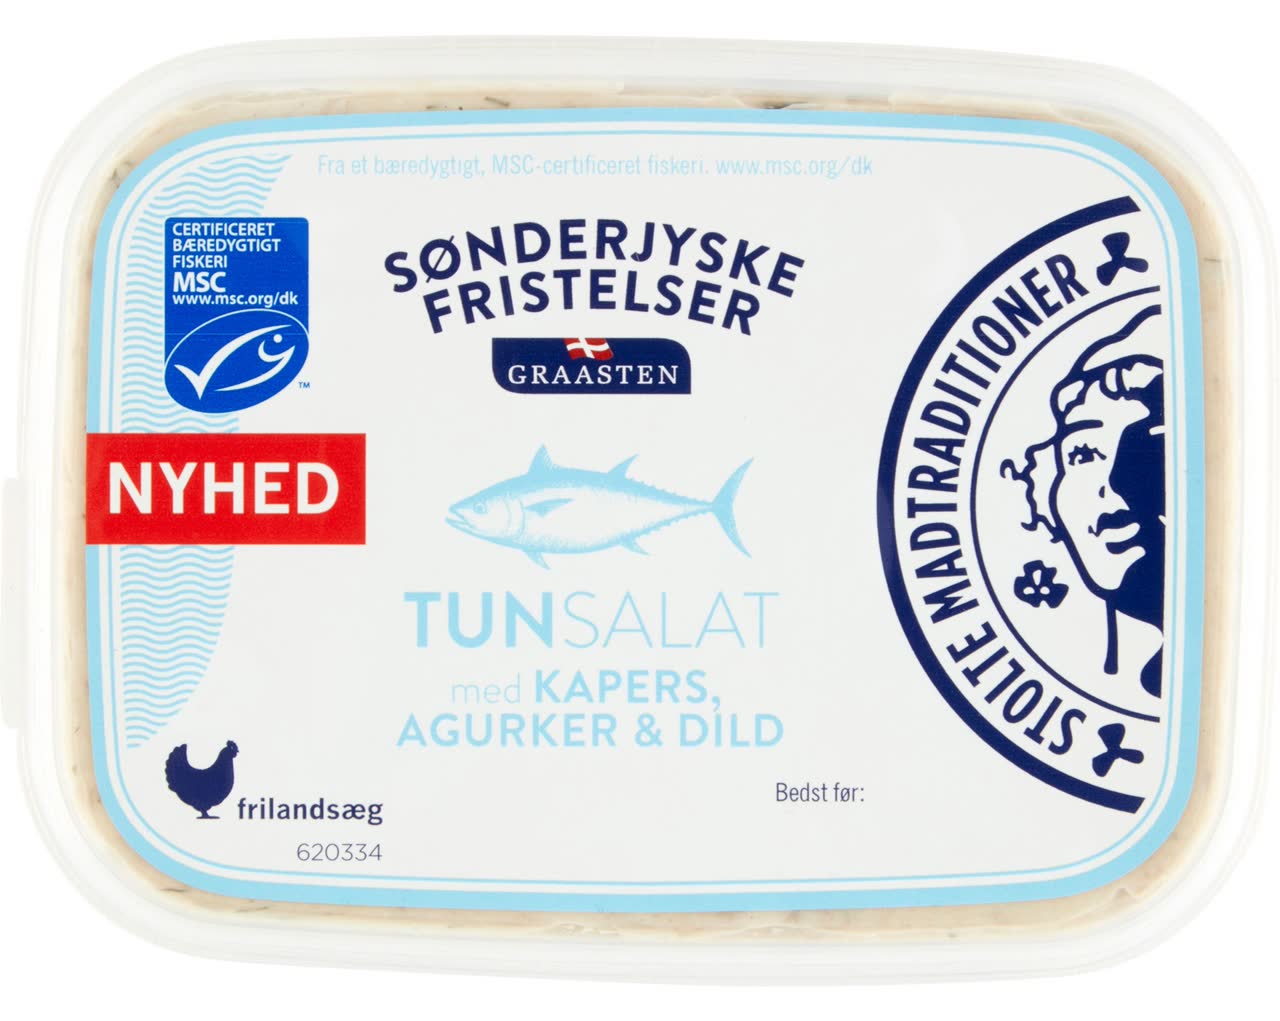 Fra et bæredygtigt, MSC-certificeret fiskeri. www.msc.org/dk
CERTIFICERET
BÆREDYGTIGT
FISKERI
MSC
www.msc.org/dk
TM
SØNDERJYSKE
FRISTELSER
GRAASTEN
STOLTE MADTRADITIONER
NYHED
TUNSALAT
med KAPERS,
AGURKER & DILD
Bedst før:
frilandsæg
620334